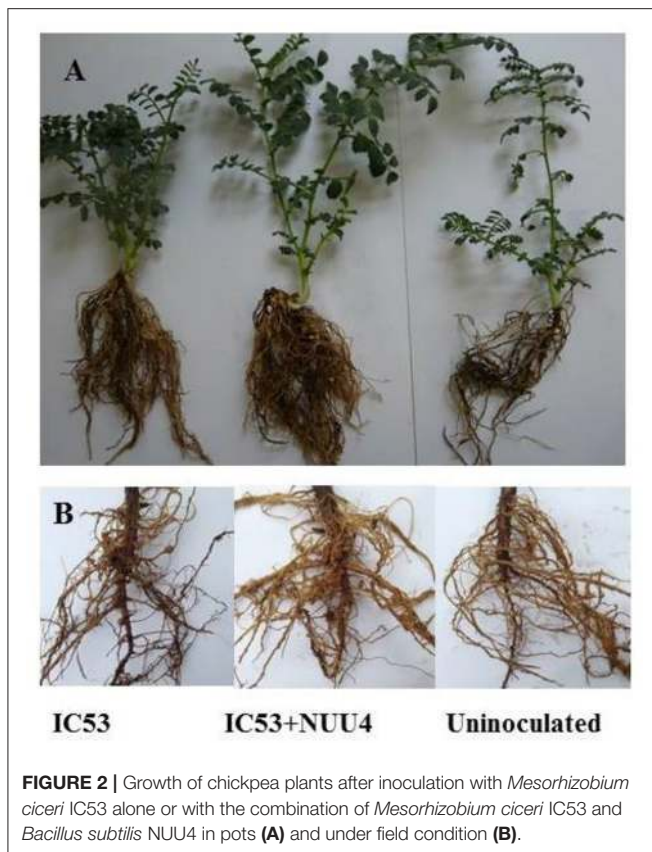 A
B
IC53 IC53+NUU4 Uninoculated
FIGURE 2 | Growth of chickpea plants after inoculation with Mesorhizobium
ciceri IC53 alone or with the combination of Mesorhizobium ciceri IC53 and
Bacillus subtilis NUU4 in pots (A) and under field condition (B).